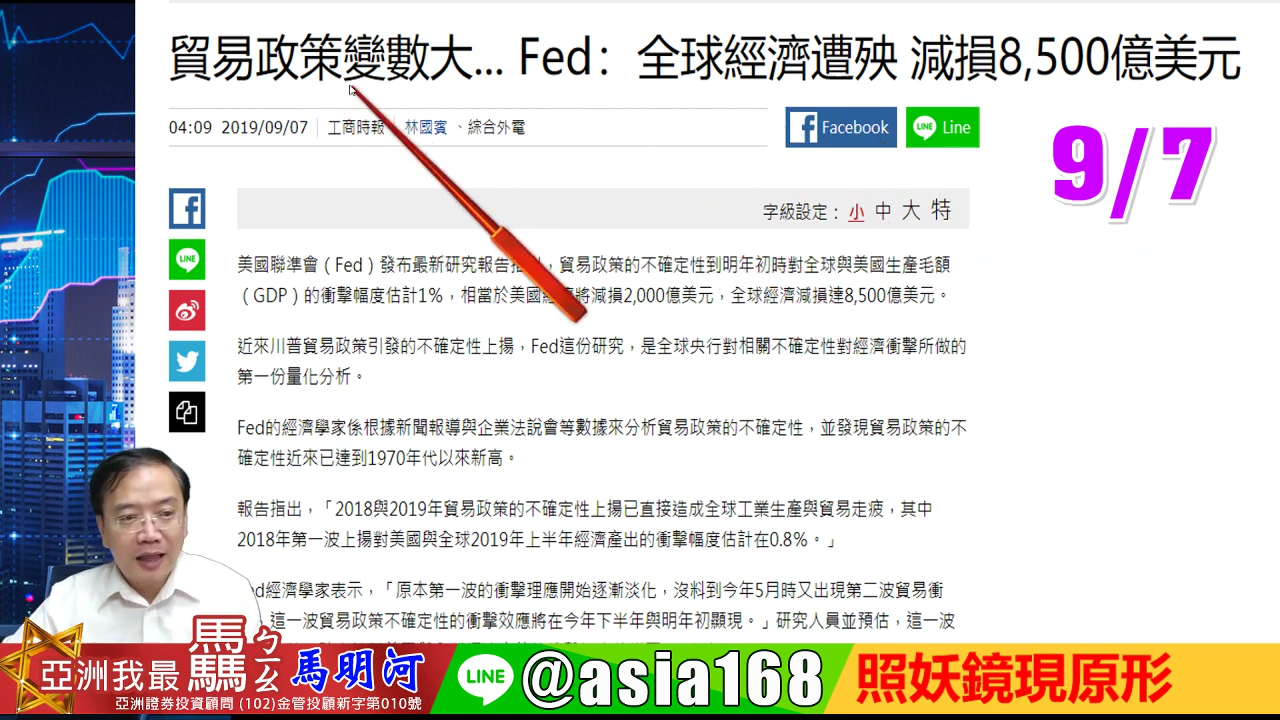 貿易政策變數大... Fed：全球經濟遭殃 減損8,500億美元
04:09 2019/09/07 工商時報 林國賓 、綜合外電
Facebook
LINE Line
9/7
字級設定：小 中 大 特
LINE
美國聯準會（Fed）發布最新研究報告指，貿易政策的不確定性到明年初時對全球與美國生產毛額
（GDP）的衝擊幅度估計1%，相當於美國經濟將減損2,000億美元，全球經濟減損達8,500億美元。
近來川普貿易政策引發的不確定性上揚，Fed這份研究，是全球央行對相關不確定性對經濟衝擊所做的
第一份量化分析。
Fed的經濟學家係根據新聞報導與企業法說會等數據來分析貿易政策的不確定性，並發現貿易政策的不
確定性近來已達到1970年代以來新高。
報告指出，「2018與2019年貿易政策的不確定性上揚已直接造成全球工業生產與貿易走疲，其中
2018年第一波上揚對美國與全球2019年上半年經濟產出的衝擊幅度估計在0.8%。」
ed經濟學家表示，「原本第一波的衝擊理應開始逐漸淡化，沒料到今年5月時又出現第二波貿易衝
，這一波貿易政策不確定性的衝擊效應將在今年下半年與明年初顯現。」研究人員並預估，這一波
亞洲我最驫ㄅㄠ 馬明河
亞洲證券投資顧問 (102)金管投顧新字第010號
LINE @asia168
照妖鏡現原形